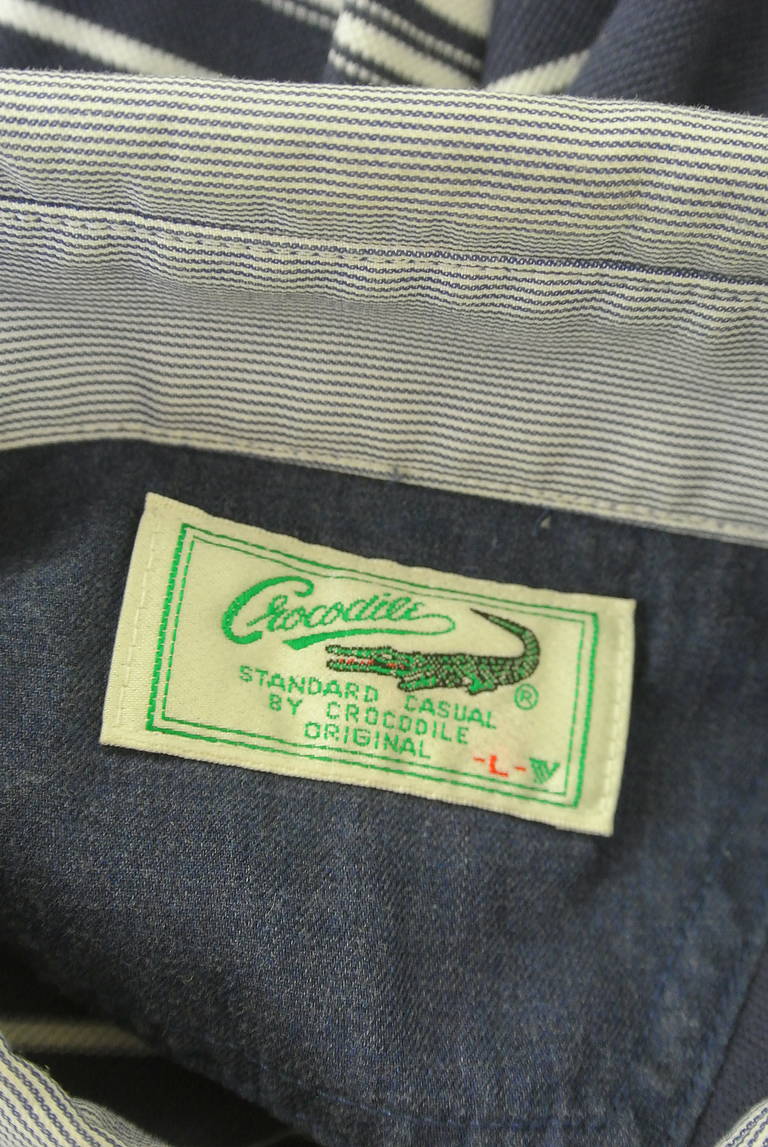 Crocodile
®
STANDARD CASUAL
BY CROCODILE
ORIGINAL
-L-